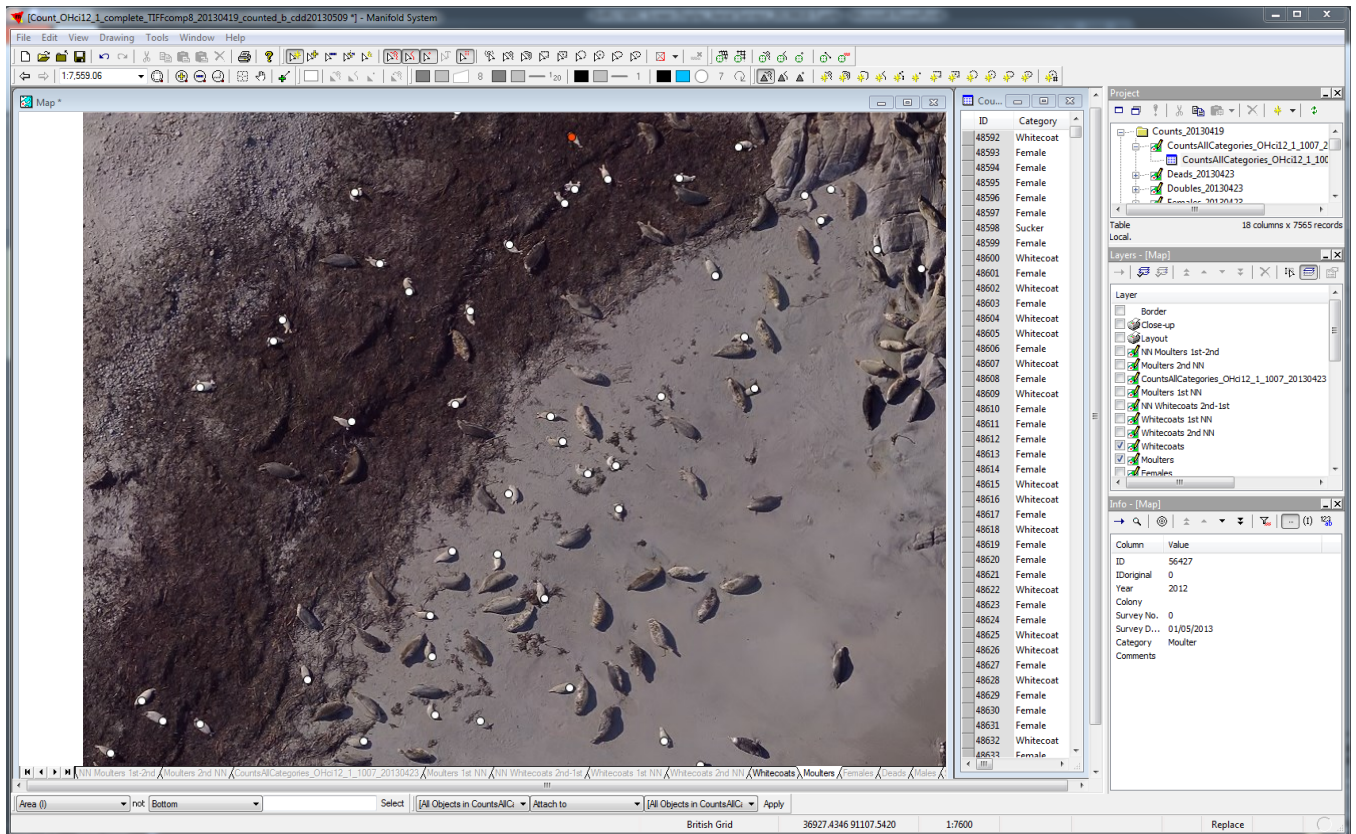 [Count_OHci12_1_complete_TIFFcomp8_20130419_counted_b_cdd20130509 *] - Manifold System
File Edit View Drawing Tools Window Help
1:7,559.06
8
1
7
Map *
Cou...
ID Category
48592 Whitecoat
48593 Female
48594 Female
48595 Female
48596 Female
48597 Female
48598 Sucker
48599 Female
48600 Whitecoat
48601 Female
48602 Whitecoat
48603 Female
48604 Whitecoat
48605 Whitecoat
48606 Female
48607 Whitecoat
48608 Female
48609 Whitecoat
48610 Female
48611 Female
48612 Female
48613 Female
48614 Female
48615 Whitecoat
48616 Whitecoat
48617 Female
48618 Whitecoat
48619 Female
48620 Female
48621 Female
48622 Whitecoat
48623 Female
48624 Female
48625 Whitecoat
48626 Whitecoat
48627 Female
48628 Whitecoat
48629 Female
48630 Female
48631 Female
48632 Whitecoat
48633 Female
Project
Counts_20130419
CountsAllCategories_OHci12_1_1007_2
CountsAllCategories_OHci12_1_100
Deads_20130423
Doubles_20130423
Females_20130423
Table 18 columns x 7565 records
Local.
Layers - [Map]
Layer
Border
Close-up
Layout
NN Moulters 1st-2nd
Moulters 2nd NN
CountsAllCategories_OHci12_1_1007_20130423
Moulters 1st NN
NN Whitecoats 2nd-1st
Whitecoats 1st NN
Whitecoats 2nd NN
Whitecoats
Moulters
Females
Info - [Map]
Column Value
ID 56427
IDoriginal 0
Year 2012
Colony
Survey No. 0
Survey D... 01/05/2013
Category Moulter
Comments
NN Moulters 1st-2nd Moulters 2nd NN CountsAllCategories_OHci12_1_1007_20130423 Moulters 1st NN NN Whitecoats 2nd-1st Whitecoats 1st NN Whitecoats 2nd NN Whitecoats Moulters Females Deads Males
Area (I) not Bottom Select [All Objects in CountsAllCa Attach to [All Objects in CountsAllCa Apply
British Grid 36927.4346 91107.5420 1:7600 Replace